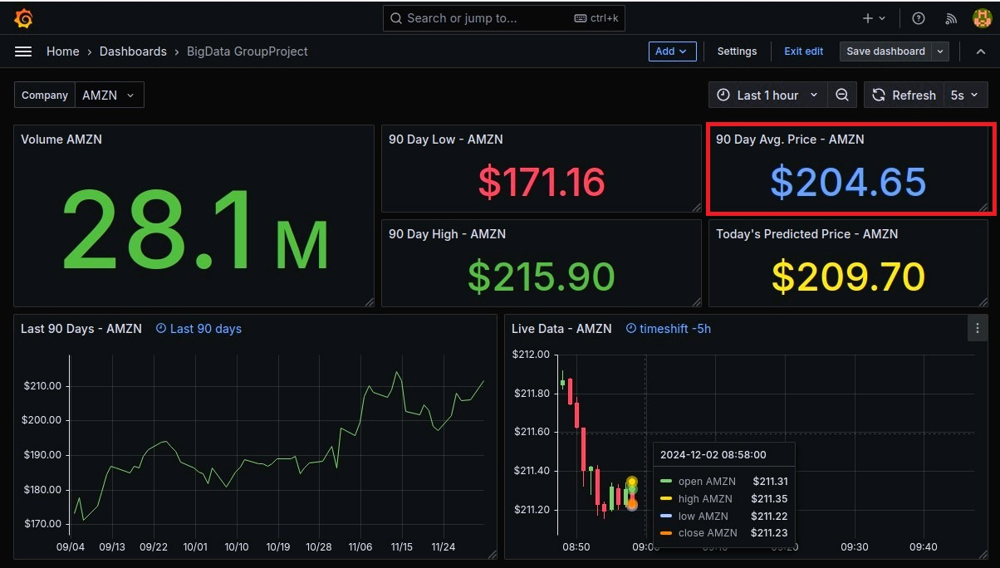 Search or jump to...
ctrl+k
Home › Dashboards › BigData GroupProject
Add
Settings
Exit edit
Save dashboard
Company
AMZN
Last 1 hour
Refresh
5s
Volume AMZN
28.1 M
90 Day Low - AMZN
$171.16
90 Day Avg. Price - AMZN
$204.65
90 Day High - AMZN
$215.90
Today's Predicted Price - AMZN
$209.70
Last 90 Days - AMZN
Last 90 days
$210.00
$200.00
$190.00
$180.00
$170.00
09/04 09/13 09/22 10/01 10/10 10/19 10/28 11/06 11/15 11/24
Live Data - AMZN
timeshift -5h
$212.00
$211.80
$211.60
$211.40
$211.20
2024-12-02 08:58:00
open AMZN $211.31
high AMZN $211.35
low AMZN $211.22
close AMZN $211.23
08:50 09:00 09:10 09:20 09:30 09:40